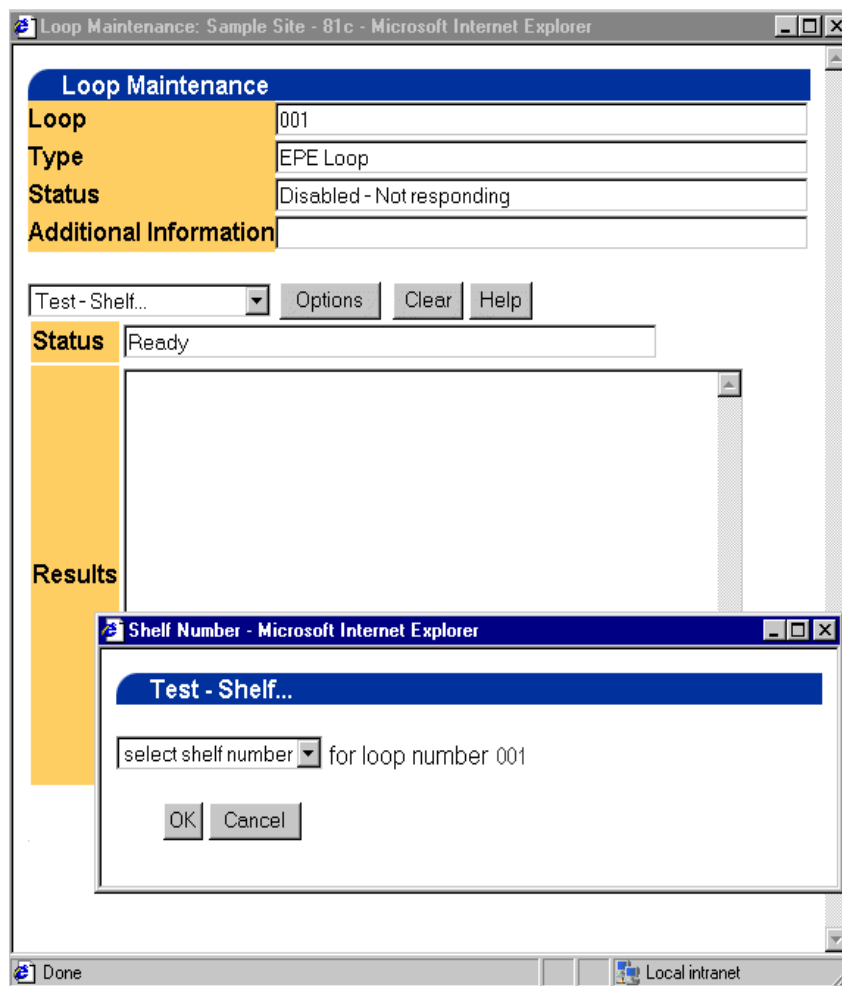 Loop Maintenance: Sample Site - 81c - Microsoft Internet Explorer
Loop Maintenance
Loop 001
Type EPE Loop
Status Disabled - Not responding
Additional Information
Test - Shelf... Options Clear Help
Status Ready
Results
Shelf Number - Microsoft Internet Explorer
Test - Shelf...
select shelf number for loop number 001
OK Cancel
Done Local intranet